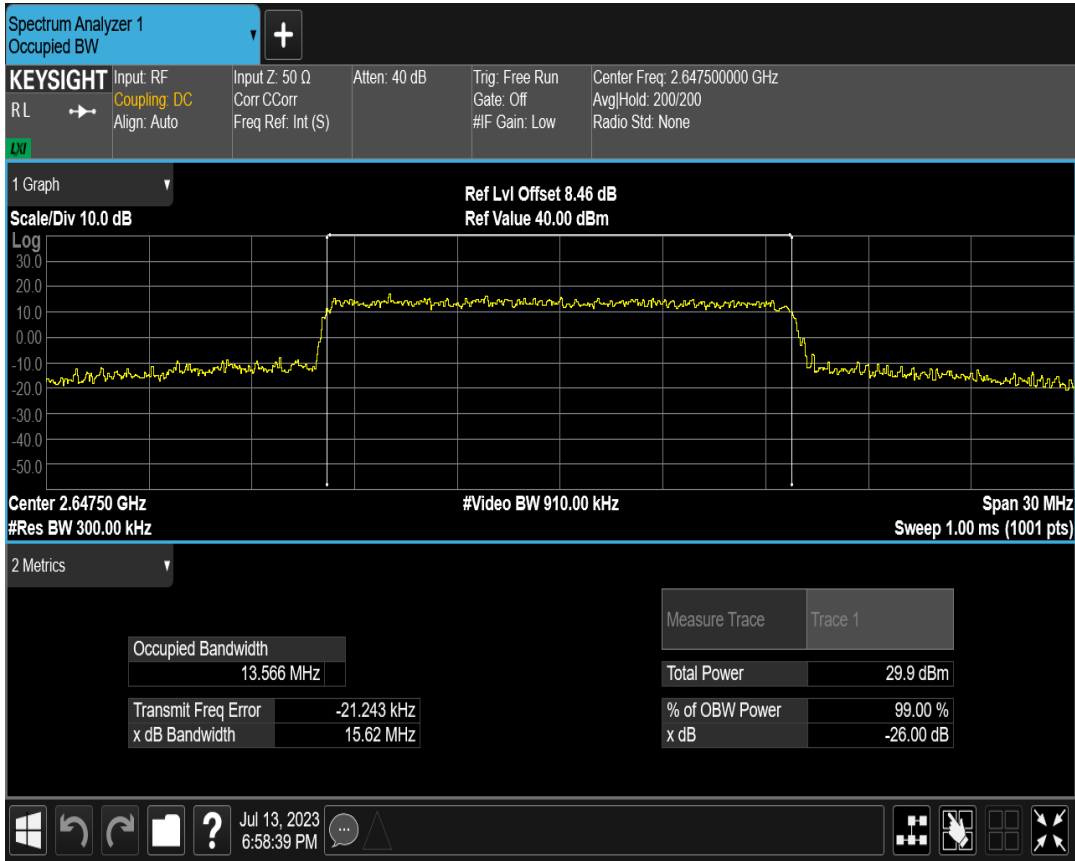 Spectrum Analyzer 1
Occupied BW
+
KEYSIGHT
R L
LXI
Input: RF
Coupling: DC
Align: Auto
Input Z: 50 Ω
Corr CCorr
Freq Ref: Int (S)
Atten: 40 dB
Trig: Free Run
Gate: Off
#IF Gain: Low
Center Freq: 2.647500000 GHz
Avg|Hold: 200/200
Radio Std: None
1 Graph
Scale/Div 10.0 dB
Ref Lvl Offset 8.46 dB
Ref Value 40.00 dBm
Log
30.0
20.0
10.0
0.00
-10.0
-20.0
-30.0
-40.0
-50.0
Center 2.64750 GHz
#Video BW 910.00 kHz
Span 30 MHz
#Res BW 300.00 kHz
Sweep 1.00 ms (1001 pts)
2 Metrics
Measure Trace Trace 1
Occupied Bandwidth
13.566 MHz
Total Power 29.9 dBm
Transmit Freq Error -21.243 kHz
% of OBW Power 99.00 %
x dB Bandwidth 15.62 MHz
x dB -26.00 dB
?
Jul 13, 2023
6:58:39 PM